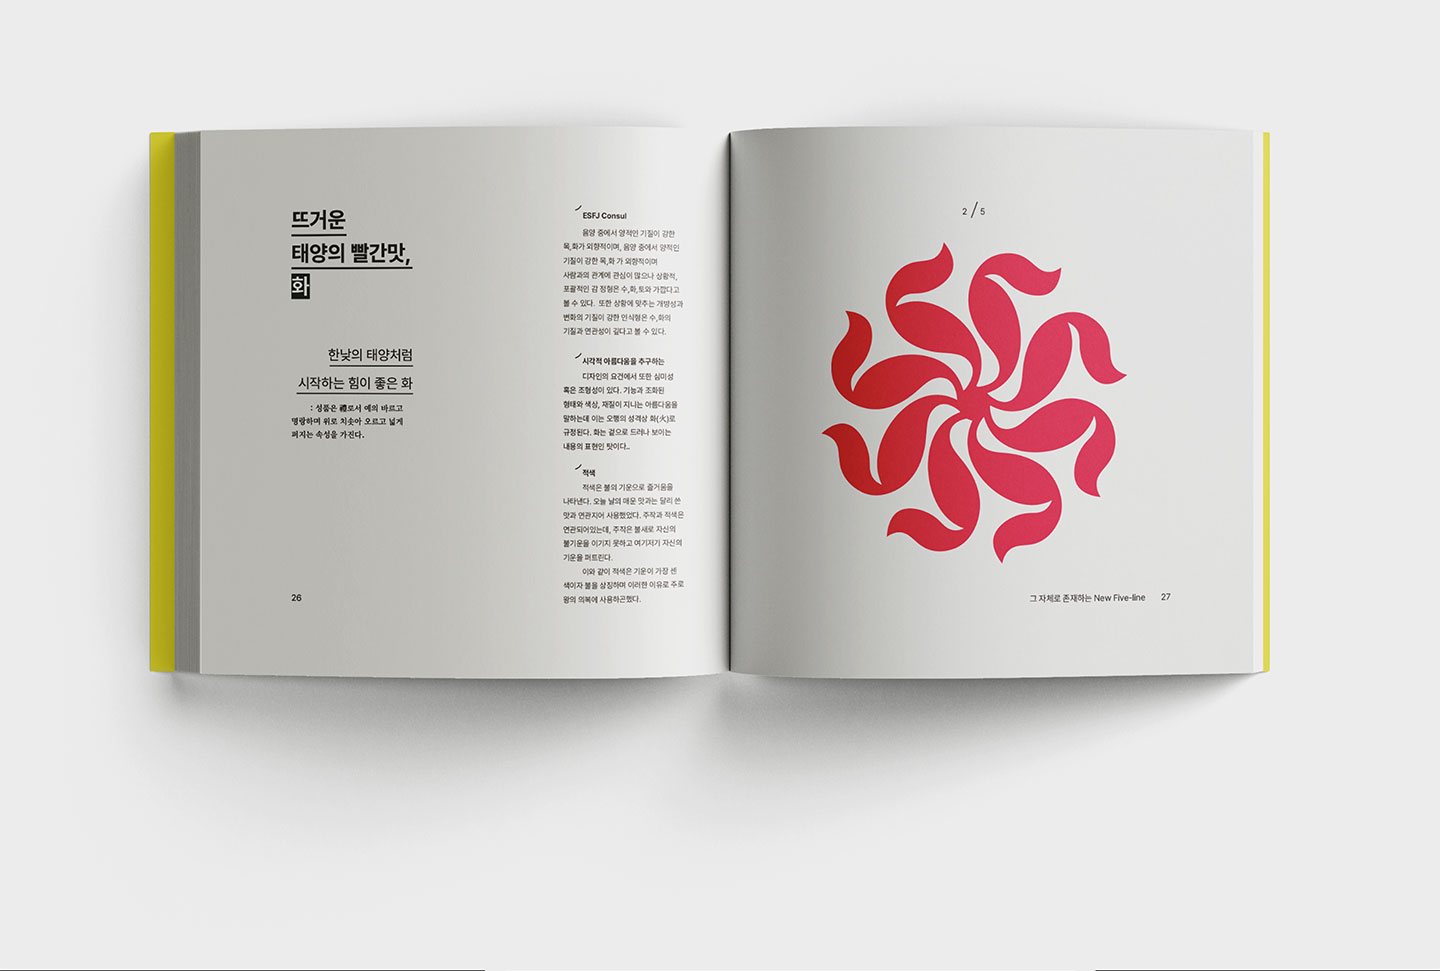 뜨거운
태양의 빨간맛,
화
한낮의 태양처럼
시작하는 힘이 좋은 화
: 성품은 禮로서 예의 바르고
명랑하며 위로 치솟아 오르고 넓게
퍼지는 속성을 가진다.
26
ESFJ Consul
음양 중에서 양적인 기질이 강한
목,화가 외향적이며, 음양 중에서 양적인
기질이 강한 목,화 가 외향적이며
사람과의 관계에 관심이 많으나 상황적,
포괄적인 감 정형은 수,화,토와 가깝다고
볼 수 있다. 또한 상황에 맞추는 개방성과
변화의 기질이 강한 인식형은 수,화의
기질과 연관성이 깊다고 볼 수 있다.
시각적 아름다움을 추구하는
디자인의 요건에서 또한 심미성
혹은 조형성이 있다. 기능과 조화된
형태와 색상, 재질이 지니는 아름다움을
말하는데 이는 오행의 성격상 화(火)로
규정된다. 화는 겉으로 드러나 보이는
내용의 표현인 탓이다..
적색
적색은 불의 기운으로 즐거움을
나타낸다. 오늘 날의 매운 맛과는 달리 쓴
맛과 연관지어 사용했었다. 주작과 적색은
연관되어있는데, 주작은 불새로 자신의
불기운을 이기지 못하고 여기저기 자신의
기운을 퍼트린다.
이와 같이 적색은 기운이 가장 센
색이자 불을 상징하며 이러한 이유로 주로
왕의 의복에 사용하곤했다.
2/5
그 자체로 존재하는 New Five-line 27